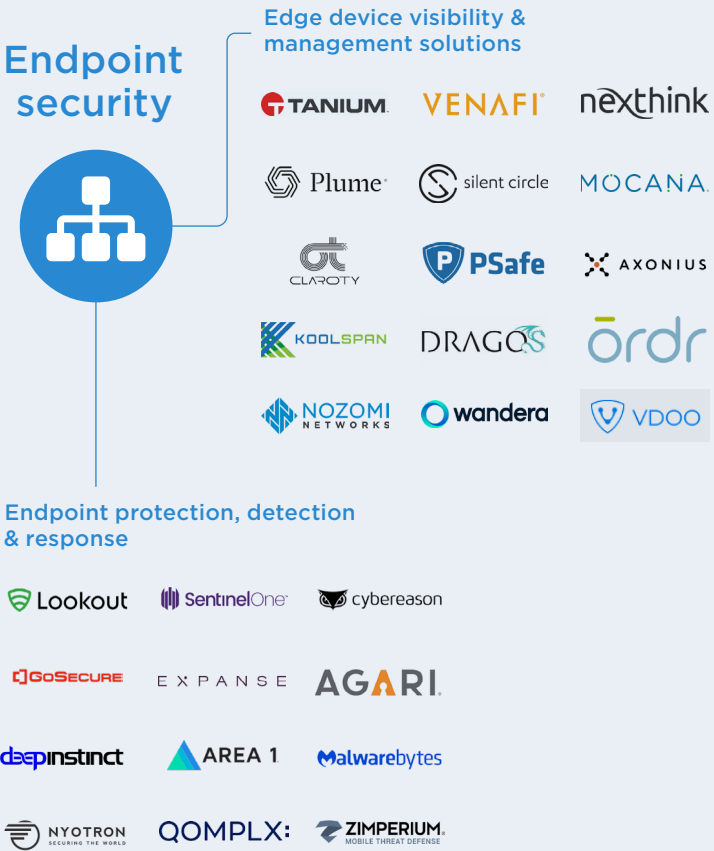 Endpoint
security
Edge device visibility &
management solutions
TANIUM.
VENAFI®
nexthink
Plume®
silent circle
MOCANA.
CLAROTY
P PSafe
AXONIUS
KOOLSPAN
DRAGOS
ōrdr
NOZOMI
NETWORKS
wandera
VDOO
Endpoint protection, detection
& response
Lookout
SentinelOne™
cybereason
GOSECURE
EXPANSE
AGARI.
deepinstinct
AREA 1
Malwarebytes
NYOTRON
SECURING THE WORLD
QOMPLX:
ZIMPERIUM.
MOBILE THREAT DEFENSE